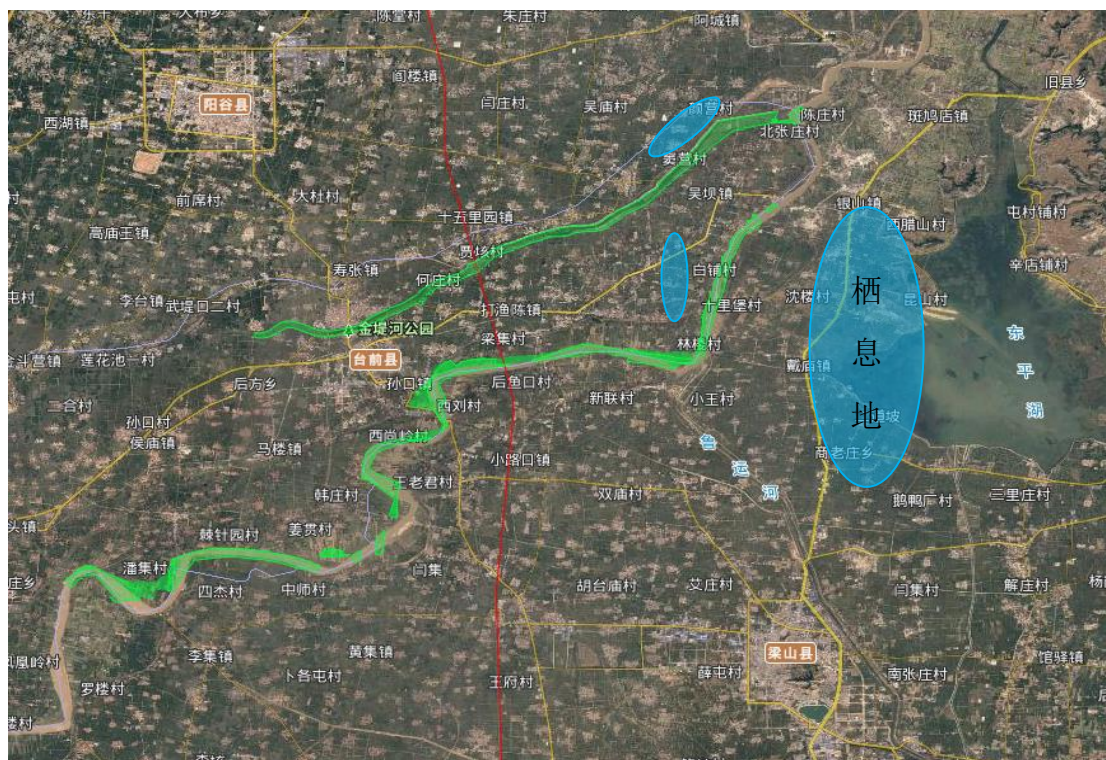 陈堂村
朱庄村
阿城镇
阎楼镇
旧县乡
阳谷县
闫庄村
吴庙村
西湖镇
陈庄村
斑鸠店镇
北张庄村
前席村
大杜村
吴坝镇
银山镇
屯村铺村
十五里园镇
西腊山村
高庙王镇
贾垓村
辛店铺村
寿张镇
白铺村
何庄村
沈楼村
昆山村
栖
息
地
李台镇
武堤口二村
打渔陈镇
十里堡村
金堤河公园
东
平
湖
梁集村
莲花池一村
台前县
戴庙镇
后方乡
孙口镇
后鱼口村
新联村
小王村
二合村
西刘村
孙口村
侯庙镇
西尚岭村
鲁
运
河
马楼镇
小路口镇
商老庄乡
王老君村
韩庄村
双庙村
鹅鸭厂村
二里庄村
姜贯村
棘针园村
闫集
潘集村
四杰村
中师村
胡台庙村
艾庄村
闫集村
解庄村
李集镇
黄集镇
梁山县
馆驿镇
罗楼村
卜各屯村
王府村
薛屯村
南张庄村